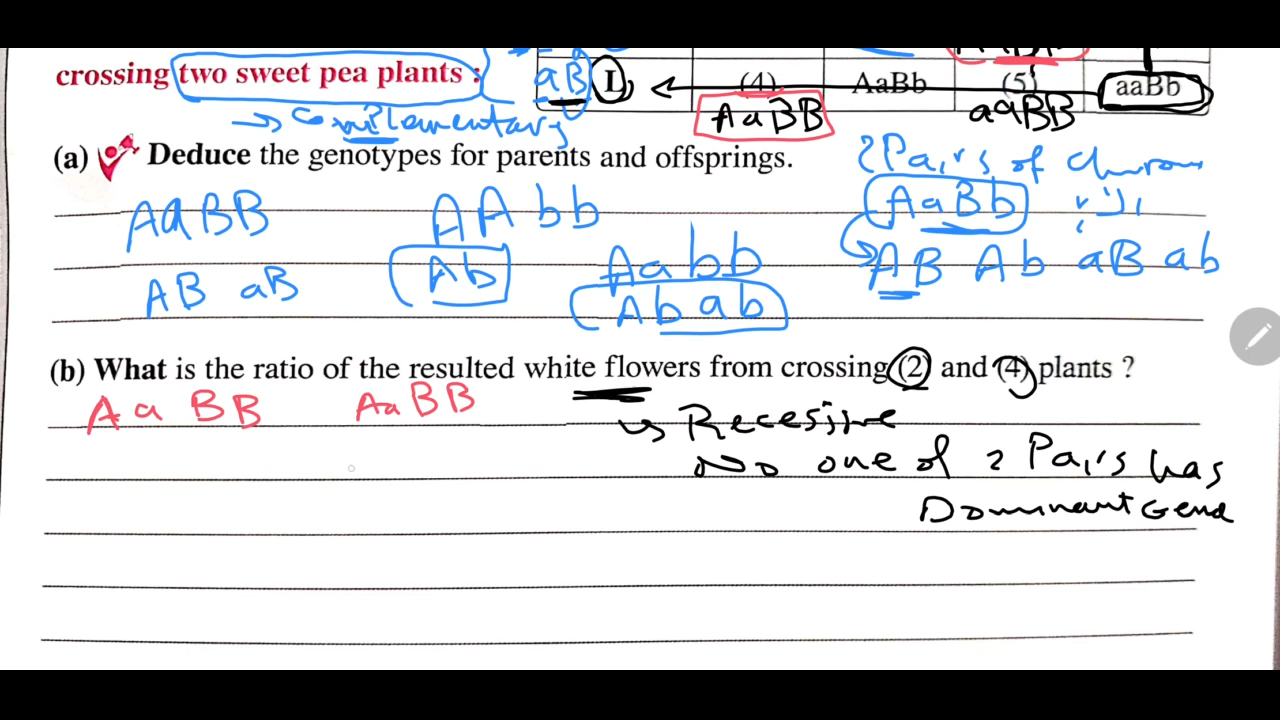 crossing two sweet pea plants :
aB I (4) AaBb (5) aaBb
AaBB aaBB
→ Complementary
(a) Deduce the genotypes for parents and offsprings.
2 Pairs of
AaBB AAbb AaBb
AB aB Ab Aabb AB Ab aB ab
Ab ab
(b) What is the ratio of the resulted white flowers from crossing (2) and (4) plants ?
AaBB AaBB
↳ Recessive
No one of 2 Pairs has
Dominant Gene